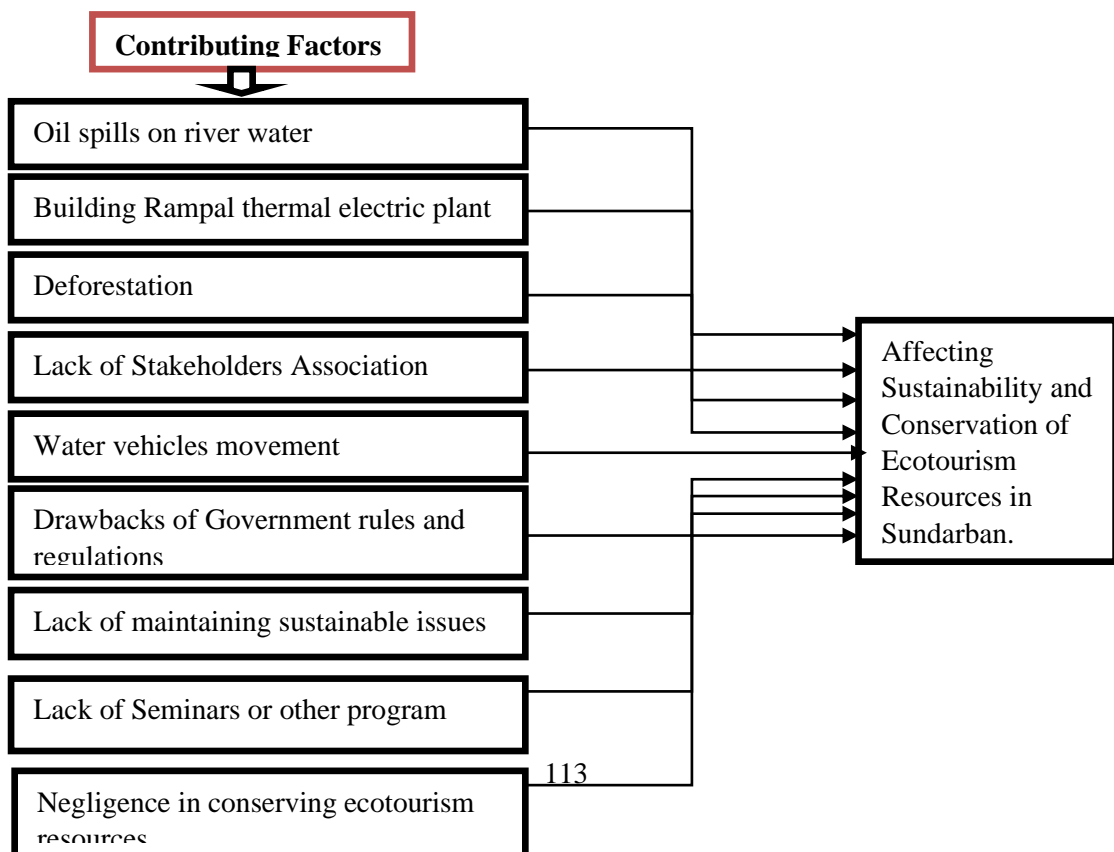 Contributing Factors
Oil spills on river water
Building Rampal thermal electric plant
Deforestation
Lack of Stakeholders Association
Water vehicles movement
Drawbacks of Government rules and
regulations
Lack of maintaining sustainable issues
Lack of Seminars or other program
Negligence in conserving ecotourism
resources
113
Affecting
Sustainability and
Conservation of
Ecotourism
Resources in
Sundarban.